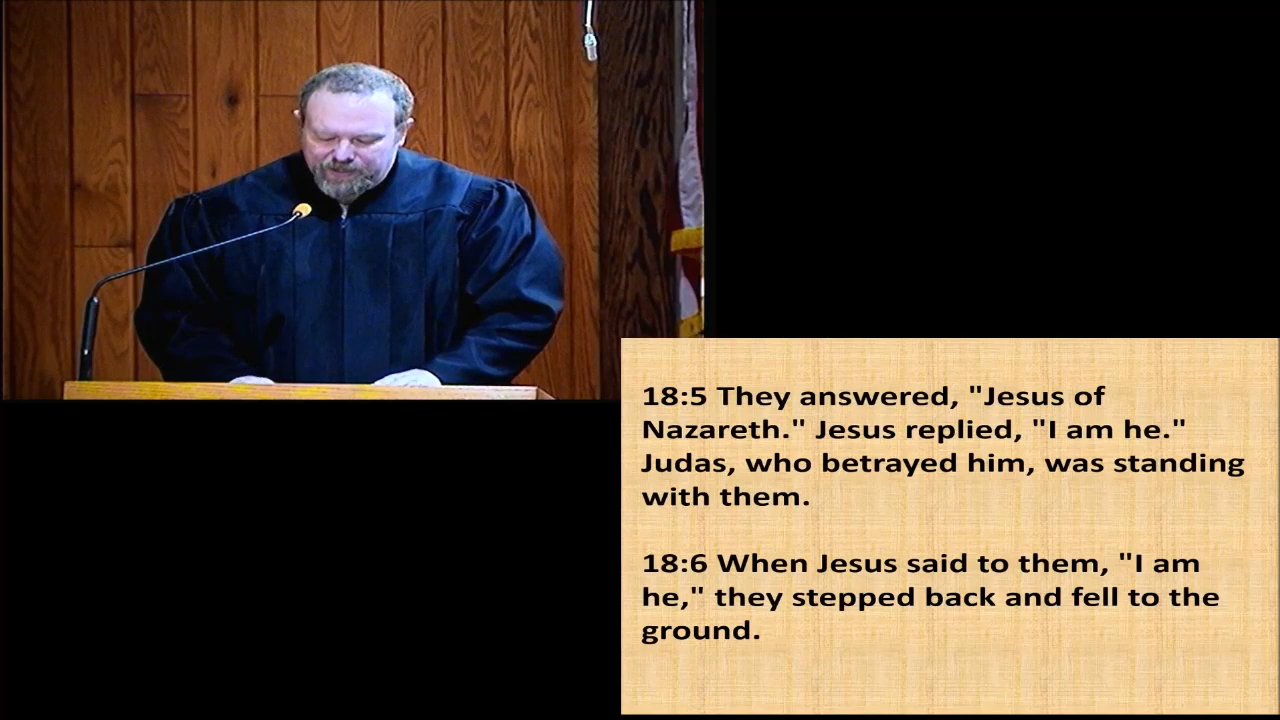 18:5 They answered, "Jesus of
Nazareth." Jesus replied, "I am he."
Judas, who betrayed him, was standing
with them.
18:6 When Jesus said to them, "I am
he," they stepped back and fell to the
ground.